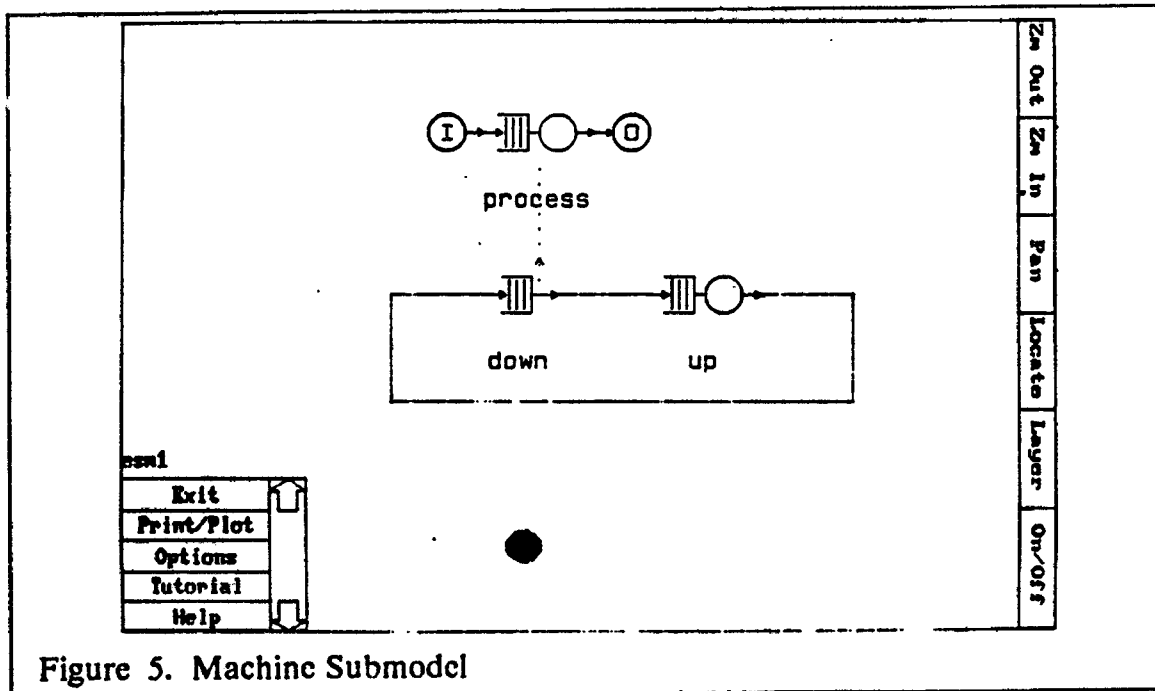 I
O
process
down
up
esm1
Exit
Print/Plot
Options
Tutorial
Help
Zm Out
Zm In
Pan
Locate
Layer
On/Off
Figure 5. Machine Submodel